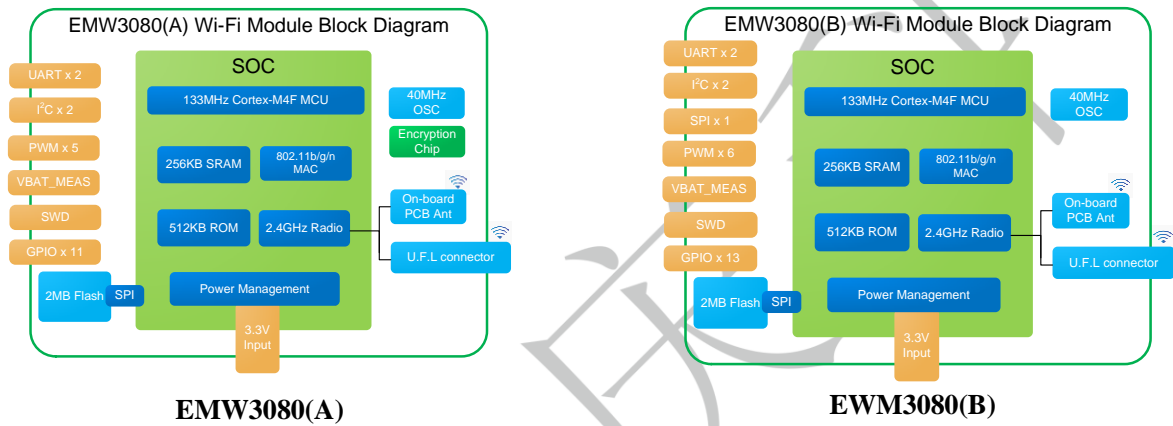 EMW3080(A) Wi-Fi Module Block Diagram
SOC
UART x 2
I²C x 2
PWM x 5
VBAT_MEAS
SWD
GPIO x 11
2MB Flash
SPI
133MHz Cortex-M4F MCU
256KB SRAM
802.11b/g/n
MAC
512KB ROM
2.4GHz Radio
Power Management
3.3V
Input
40MHz
OSC
Encryption
Chip
On-board
PCB Ant
U.F.L connector
EMW3080(A)
EMW3080(B) Wi-Fi Module Block Diagram
SOC
UART x 2
I²C x 2
SPI x 1
PWM x 6
VBAT_MEAS
SWD
GPIO x 13
2MB Flash
SPI
133MHz Cortex-M4F MCU
256KB SRAM
802.11b/g/n
MAC
512KB ROM
2.4GHz Radio
Power Management
3.3V
Input
40MHz
OSC
On-board
PCB Ant
U.F.L connector
EWM3080(B)